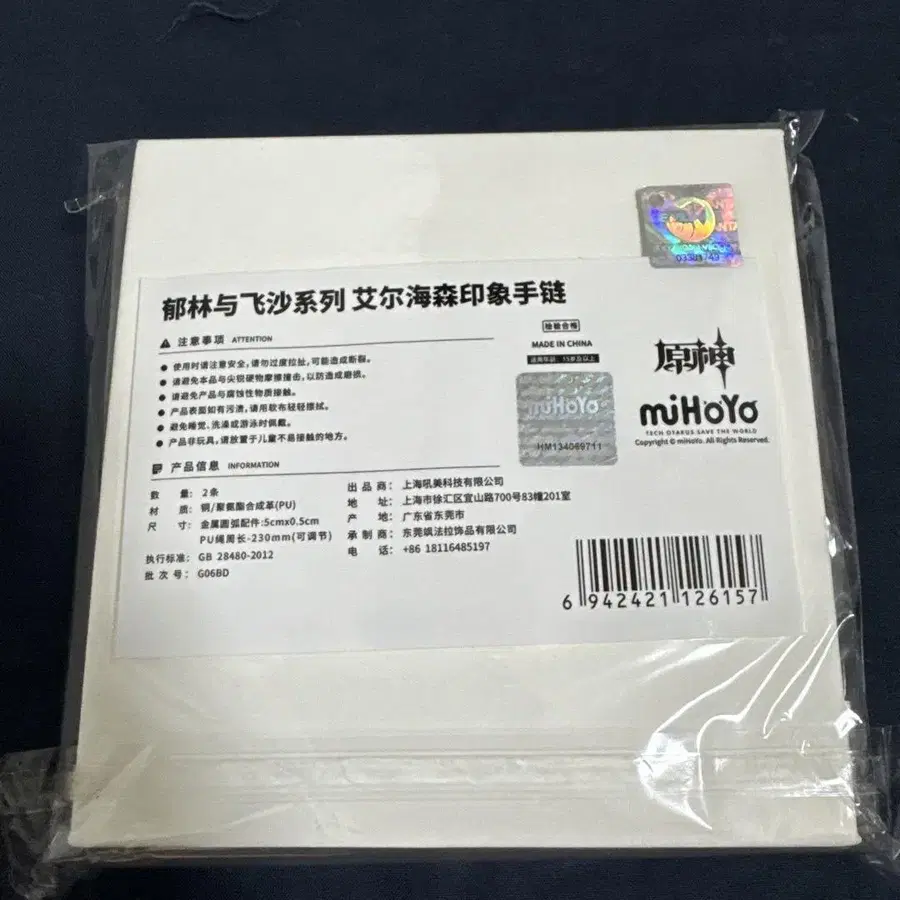 郁林与飞沙系列 艾尔海森印象手链
注意事项 ATTENTION
使用时请注意安全,请勿过度拉扯,可能造成断裂。
请避免本品与尖锐硬物摩擦撞击,以防造成磨损。
请避免产品与腐蚀性物质接触。
产品表面如有污渍,请用软布轻轻擦拭。
避免睡觉、洗澡或游泳时佩戴。
产品非玩具,请放置于儿童不易接触的地方。
检验合格
MADE IN CHINA
适用年龄:15岁及以上
miHoYo
HM134069711
原神
miHoYo
TECH OTAKUS SAVE THE WORLD
Copyright © miHoYo. All Rights Reserved.
产品信息 INFORMATION
数 量: 2条
材 质: 铜/聚氨酯合成革(PU)
尺 寸: 金属圆弧配件:5cmx0.5cm
PU绳周长-230mm(可调节)
执行标准: GB 28480-2012
批 次 号: G06BD
出 品 商: 上海吼美科技有限公司
地 址: 上海市徐汇区宜山路700号83幢201室
产 地: 广东省东莞市
承 制 商: 东莞飒法拉饰品有限公司
电 话: +86 18116485197
6 942421 126157